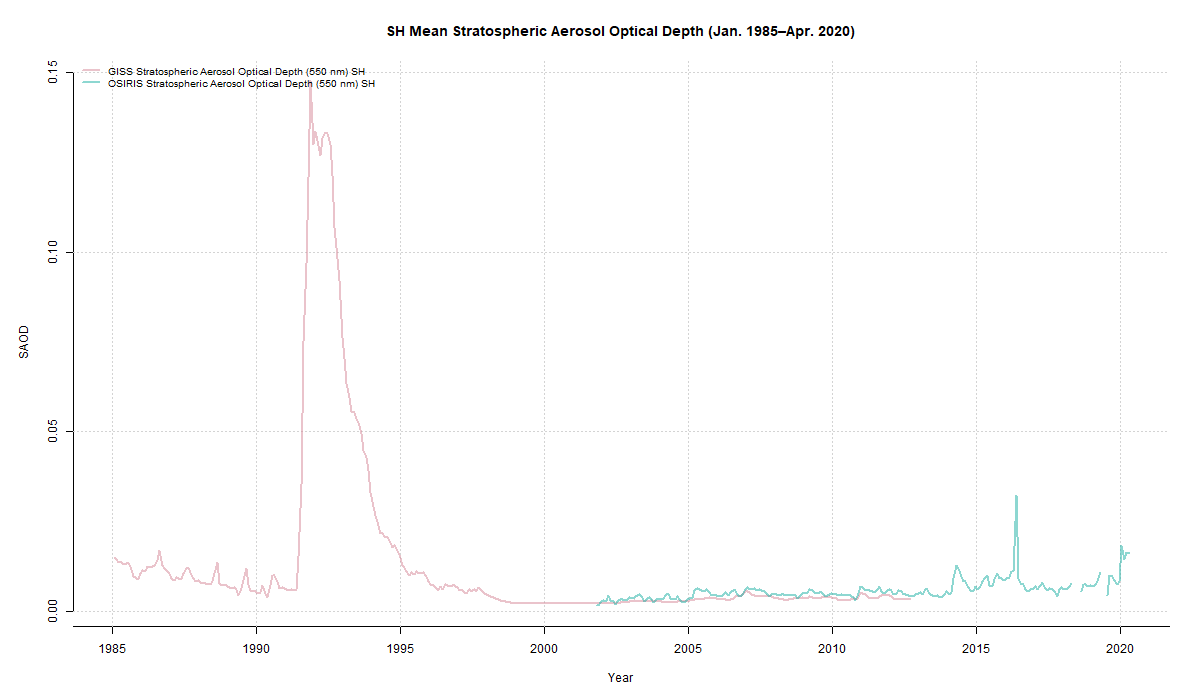 SH Mean Stratospheric Aerosol Optical Depth (Jan. 1985–Apr. 2020)
GISS Stratospheric Aerosol Optical Depth (550 nm) SH
OSIRIS Stratospheric Aerosol Optical Depth (550 nm) SH
0.15
0.10
0.05
0.00
SAOD
1985 1990 1995 2000 2005 2010 2015 2020
Year